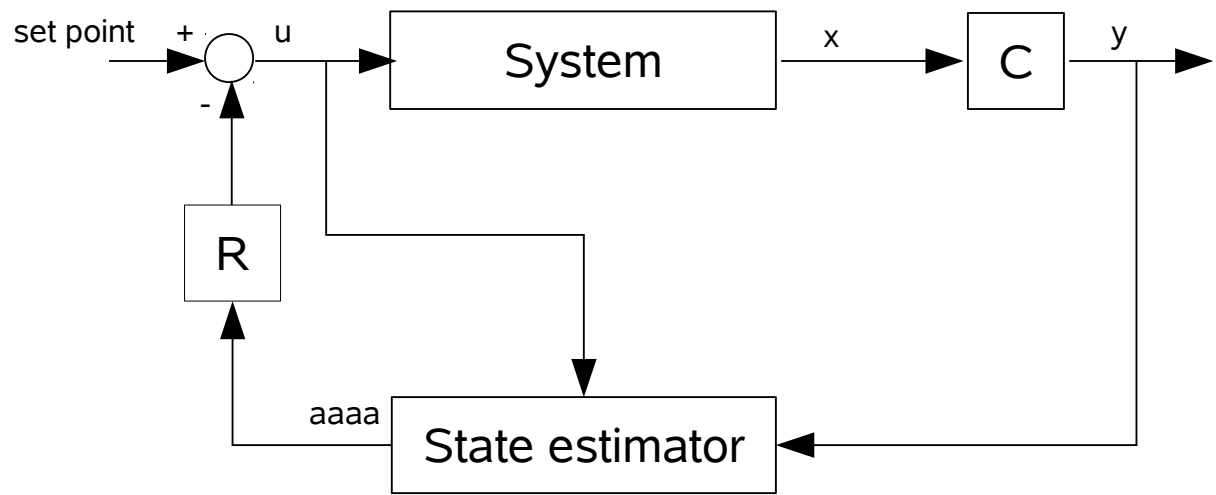 set point
+
u
System
x
C
y
-
R
aaaa
State estimator